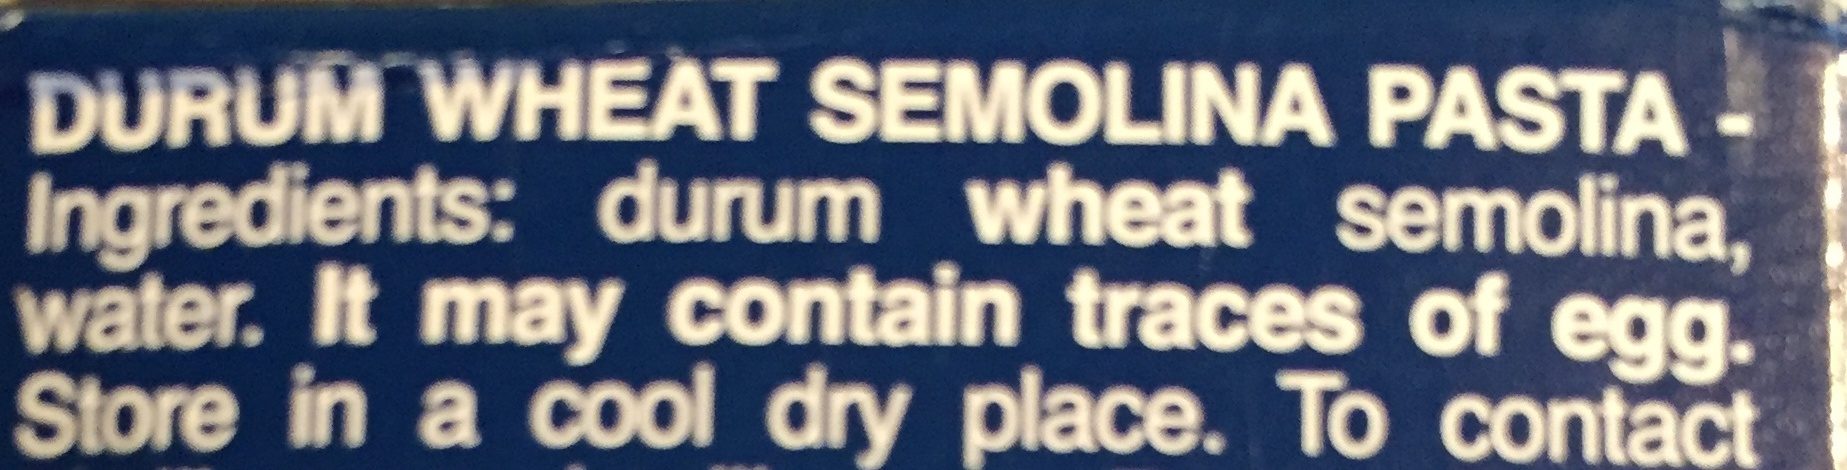 DURUM WHEAT SEMOLINA PASTA -
Ingredients: durum wheat semolina,
water. It may contain traces of egg.
Store in a cool dry place. To contact